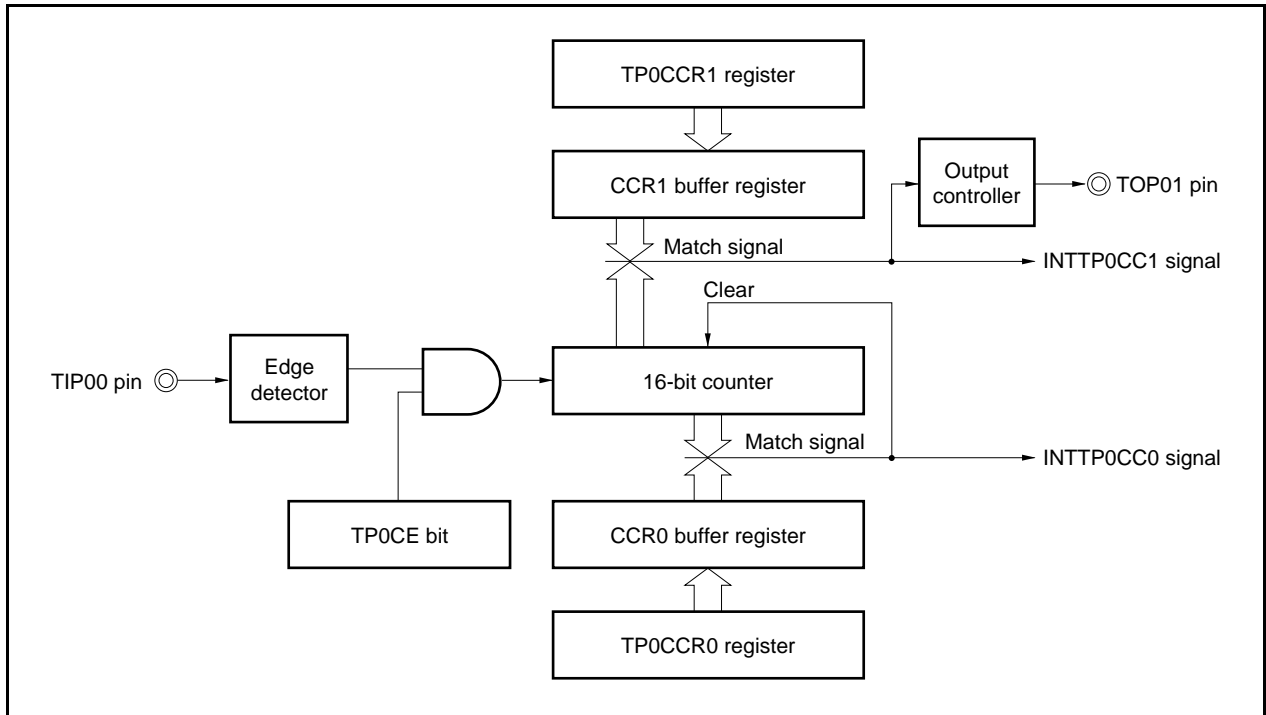 TP0CCR1 register
CCR1 buffer register
Output
controller
TOP01 pin
Match signal
INTTP0CC1 signal
Clear
TIP00 pin
Edge
detector
16-bit counter
Match signal
INTTP0CC0 signal
TP0CE bit
CCR0 buffer register
TP0CCR0 register